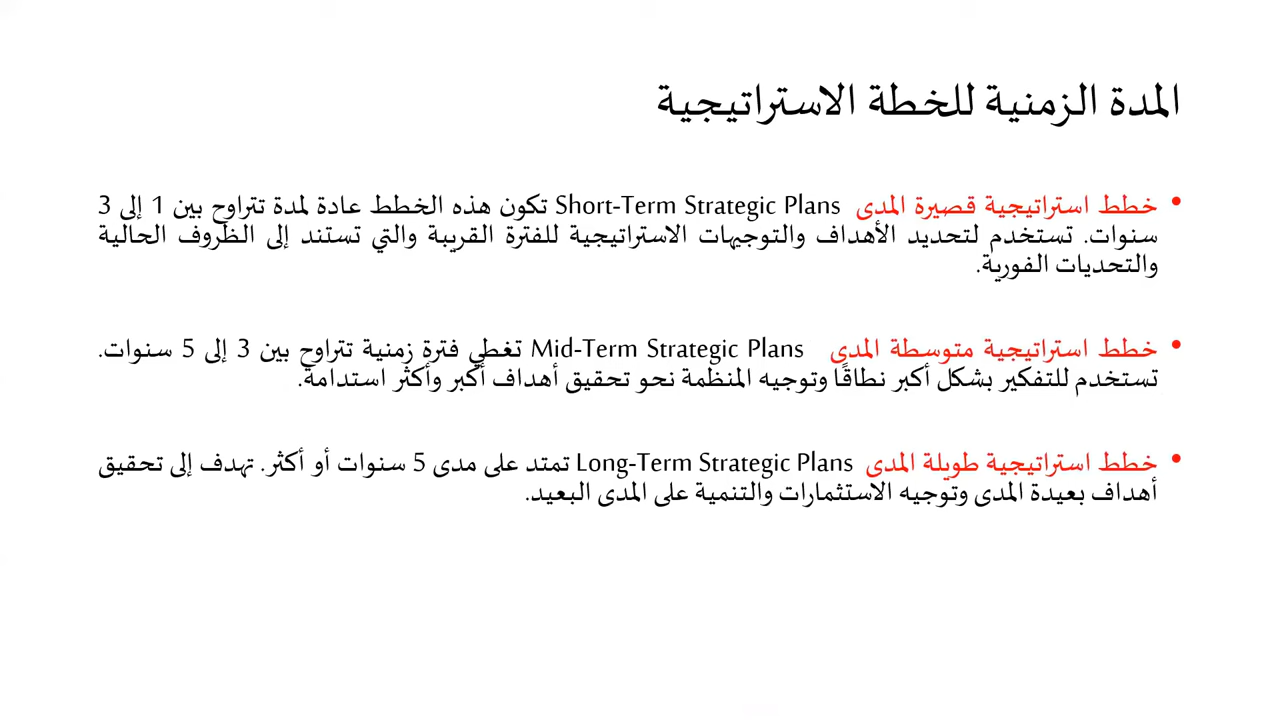 المدة الزمنية للخطة الاستراتيجية
• خطط استراتيجية قصيرة المدى Short-Term Strategic Plans تكون هذه الخطط عادة لمدة تتراوح بين 1 إلى 3
سنوات. تستخدم لتحديد الأهداف والتوجيهات الاستراتيجية للفترة القريبة والتي تستند إلى الظروف الحالية
والتحديات الفورية.
• خطط استراتيجية متوسطة المدى Mid-Term Strategic Plans تغطي فترة زمنية تتراوح بين 3 إلى 5 سنوات.
تستخدم للتفكير بشكل أكبر نطاقًا وتوجيه المنظمة نحو تحقيق أهداف أكبر وأكثر استدامة.
• خطط استراتيجية طويلة المدى Long-Term Strategic Plans تمتد على مدى 5 سنوات أو أكثر. تهدف إلى تحقيق
أهداف بعيدة المدى وتوجيه الاستثمارات والتنمية على المدى البعيد.